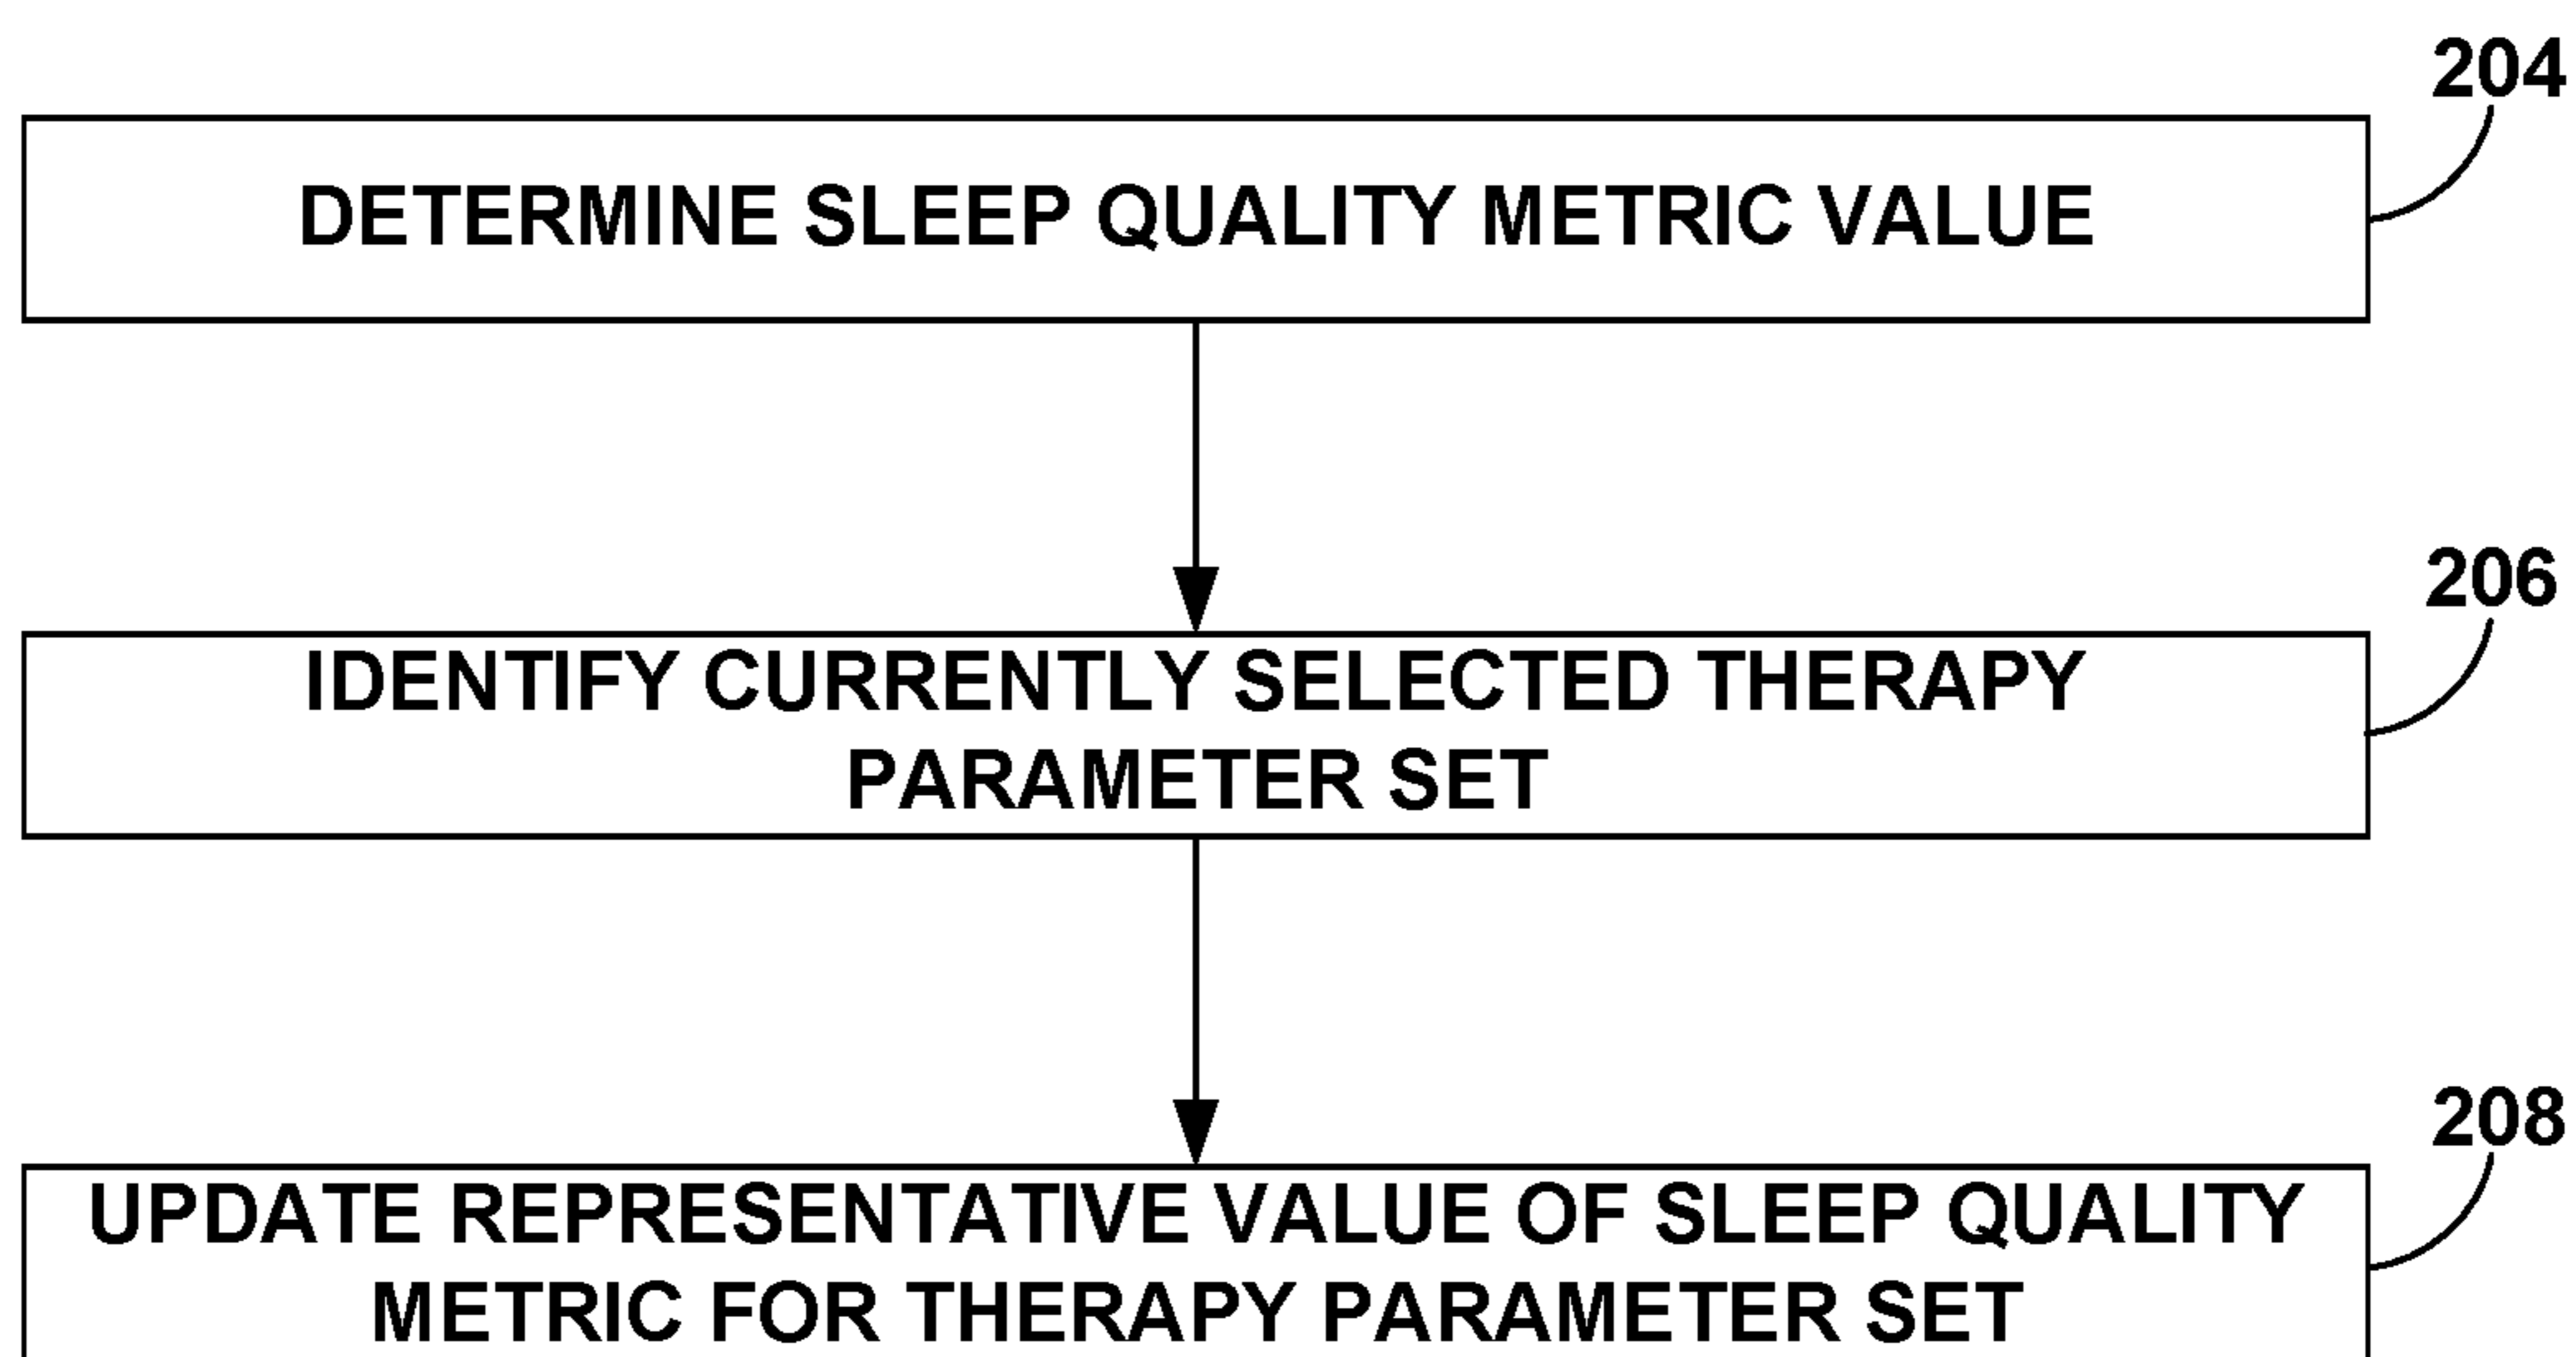 204
DETERMINE SLEEP QUALITY METRIC VALUE
206
IDENTIFY CURRENTLY SELECTED THERAPY
PARAMETER SET
208
UPDATE REPRESENTATIVE VALUE OF SLEEP QUALITY
METRIC FOR THERAPY PARAMETER SET